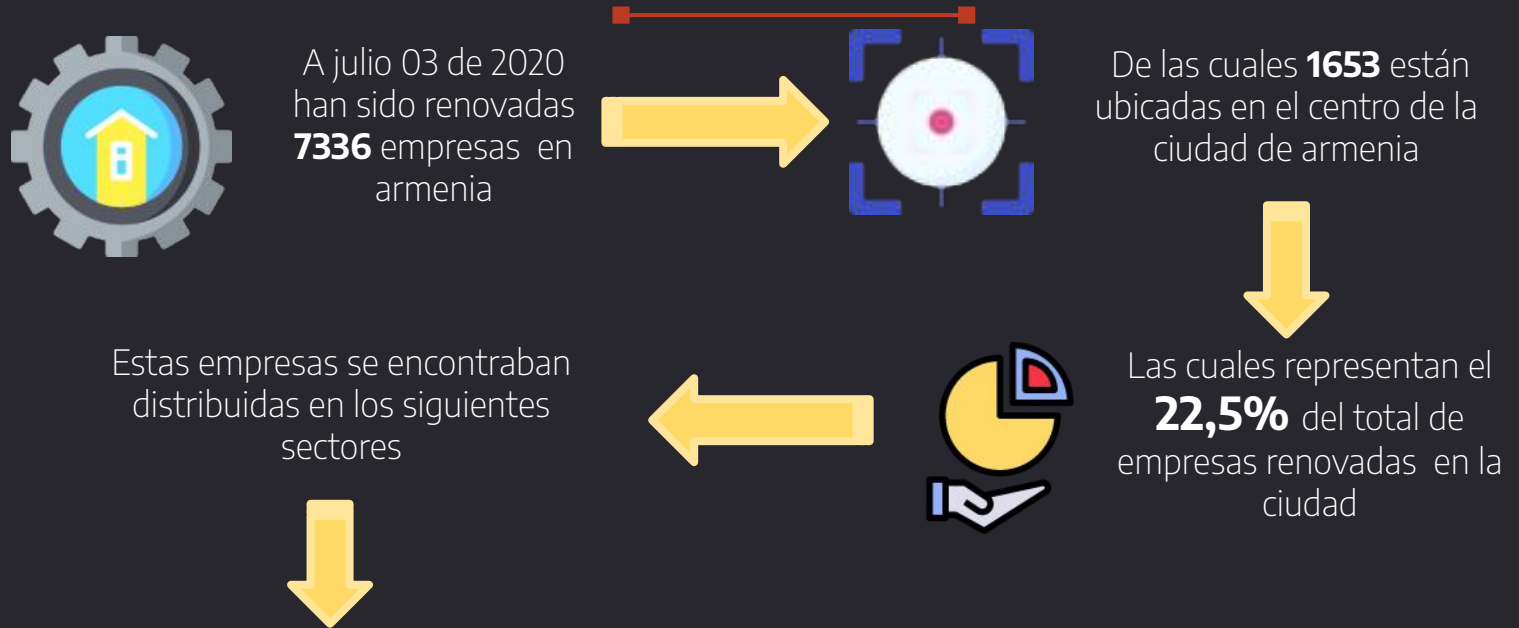 A julio 03 de 2020
han sido renovadas
7336 empresas en
armenia
De las cuales 1653 están
ubicadas en el centro de la
ciudad de armenia
Las cuales representan el
22,5% del total de
empresas renovadas en la
ciudad
Estas empresas se encontraban
distribuidas en los siguientes
sectores